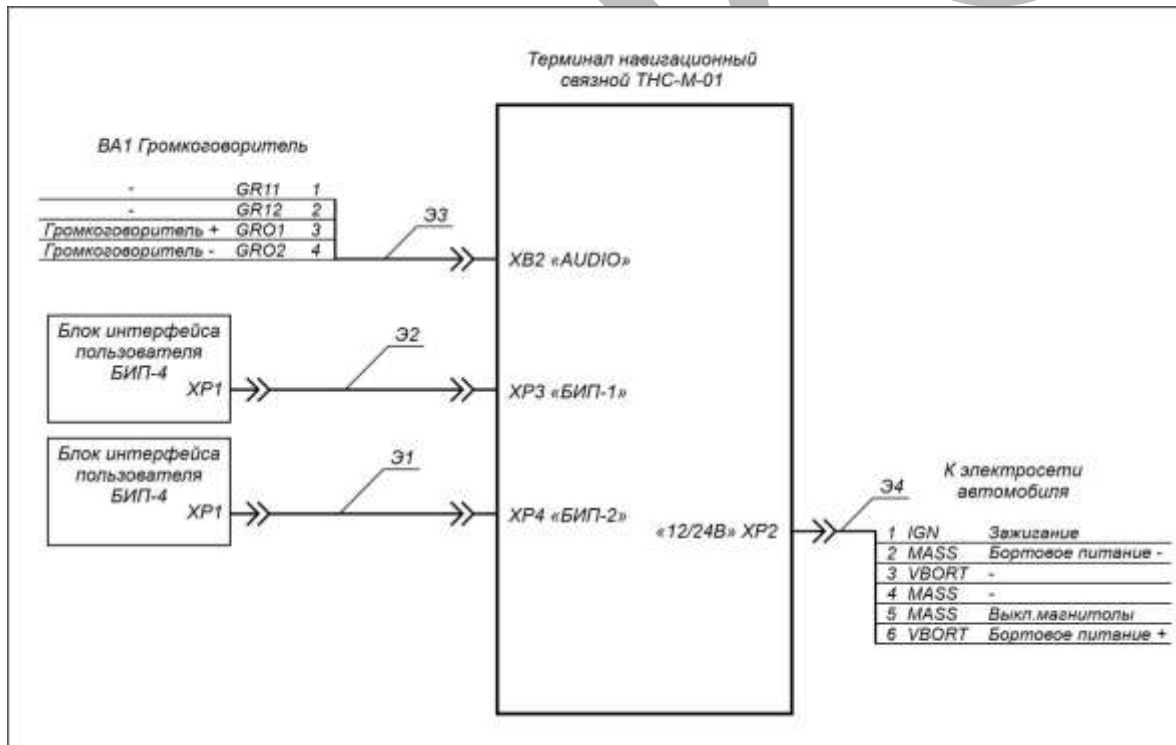 Терминал навигационный
связной ТНС-М-01
ВА1 Громкоговоритель
- GR11 1
- GR12 2
Громкоговоритель + GRO1 3
Громкоговоритель - GRO2 4
Э3
ХВ2 «AUDIO»
Блок интерфейса
пользователя
БИП-4
ХР1
Э2
ХР3 «БИП-1»
Блок интерфейса
пользователя
БИП-4
ХР1
Э1
ХР4 «БИП-2»
«12/24В» ХР2
Э4
К электросети
автомобиля
1 IGN Зажигание
2 MASS Бортовое питание -
3 VBORT -
4 MASS -
5 MASS Выкл.магнитолы
6 VBORT Бортовое питание +